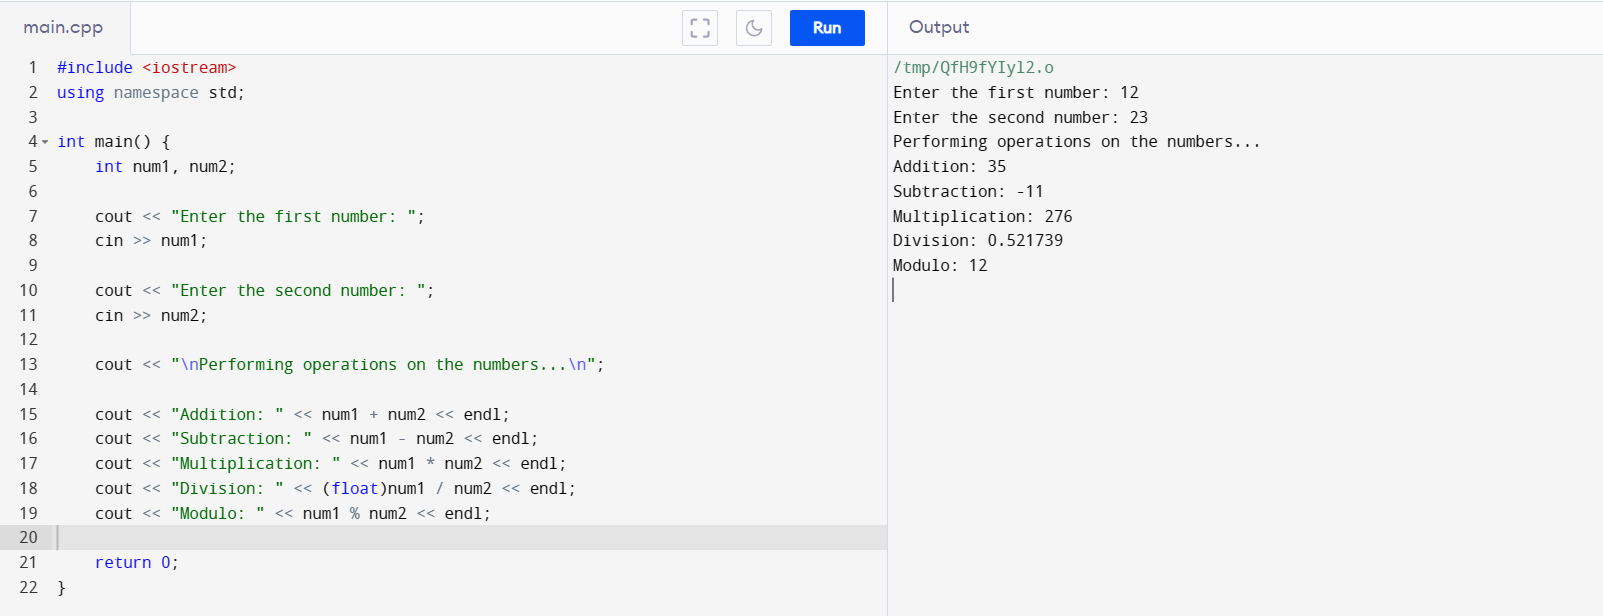 main.cpp
Run
Output
1 #include <iostream>
2 using namespace std;
3
4 int main() {
5     int num1, num2;
6
7     cout << "Enter the first number: ";
8     cin >> num1;
9
10     cout << "Enter the second number: ";
11     cin >> num2;
12
13     cout << "\nPerforming operations on the numbers...\n";
14
15     cout << "Addition: " << num1 + num2 << endl;
16     cout << "Subtraction: " << num1 - num2 << endl;
17     cout << "Multiplication: " << num1 * num2 << endl;
18     cout << "Division: " << (float)num1 / num2 << endl;
19     cout << "Modulo: " << num1 % num2 << endl;
20
21     return 0;
22 }
/tmp/QfH9fYIyl2.o
Enter the first number: 12
Enter the second number: 23
Performing operations on the numbers...
Addition: 35
Subtraction: -11
Multiplication: 276
Division: 0.521739
Modulo: 12